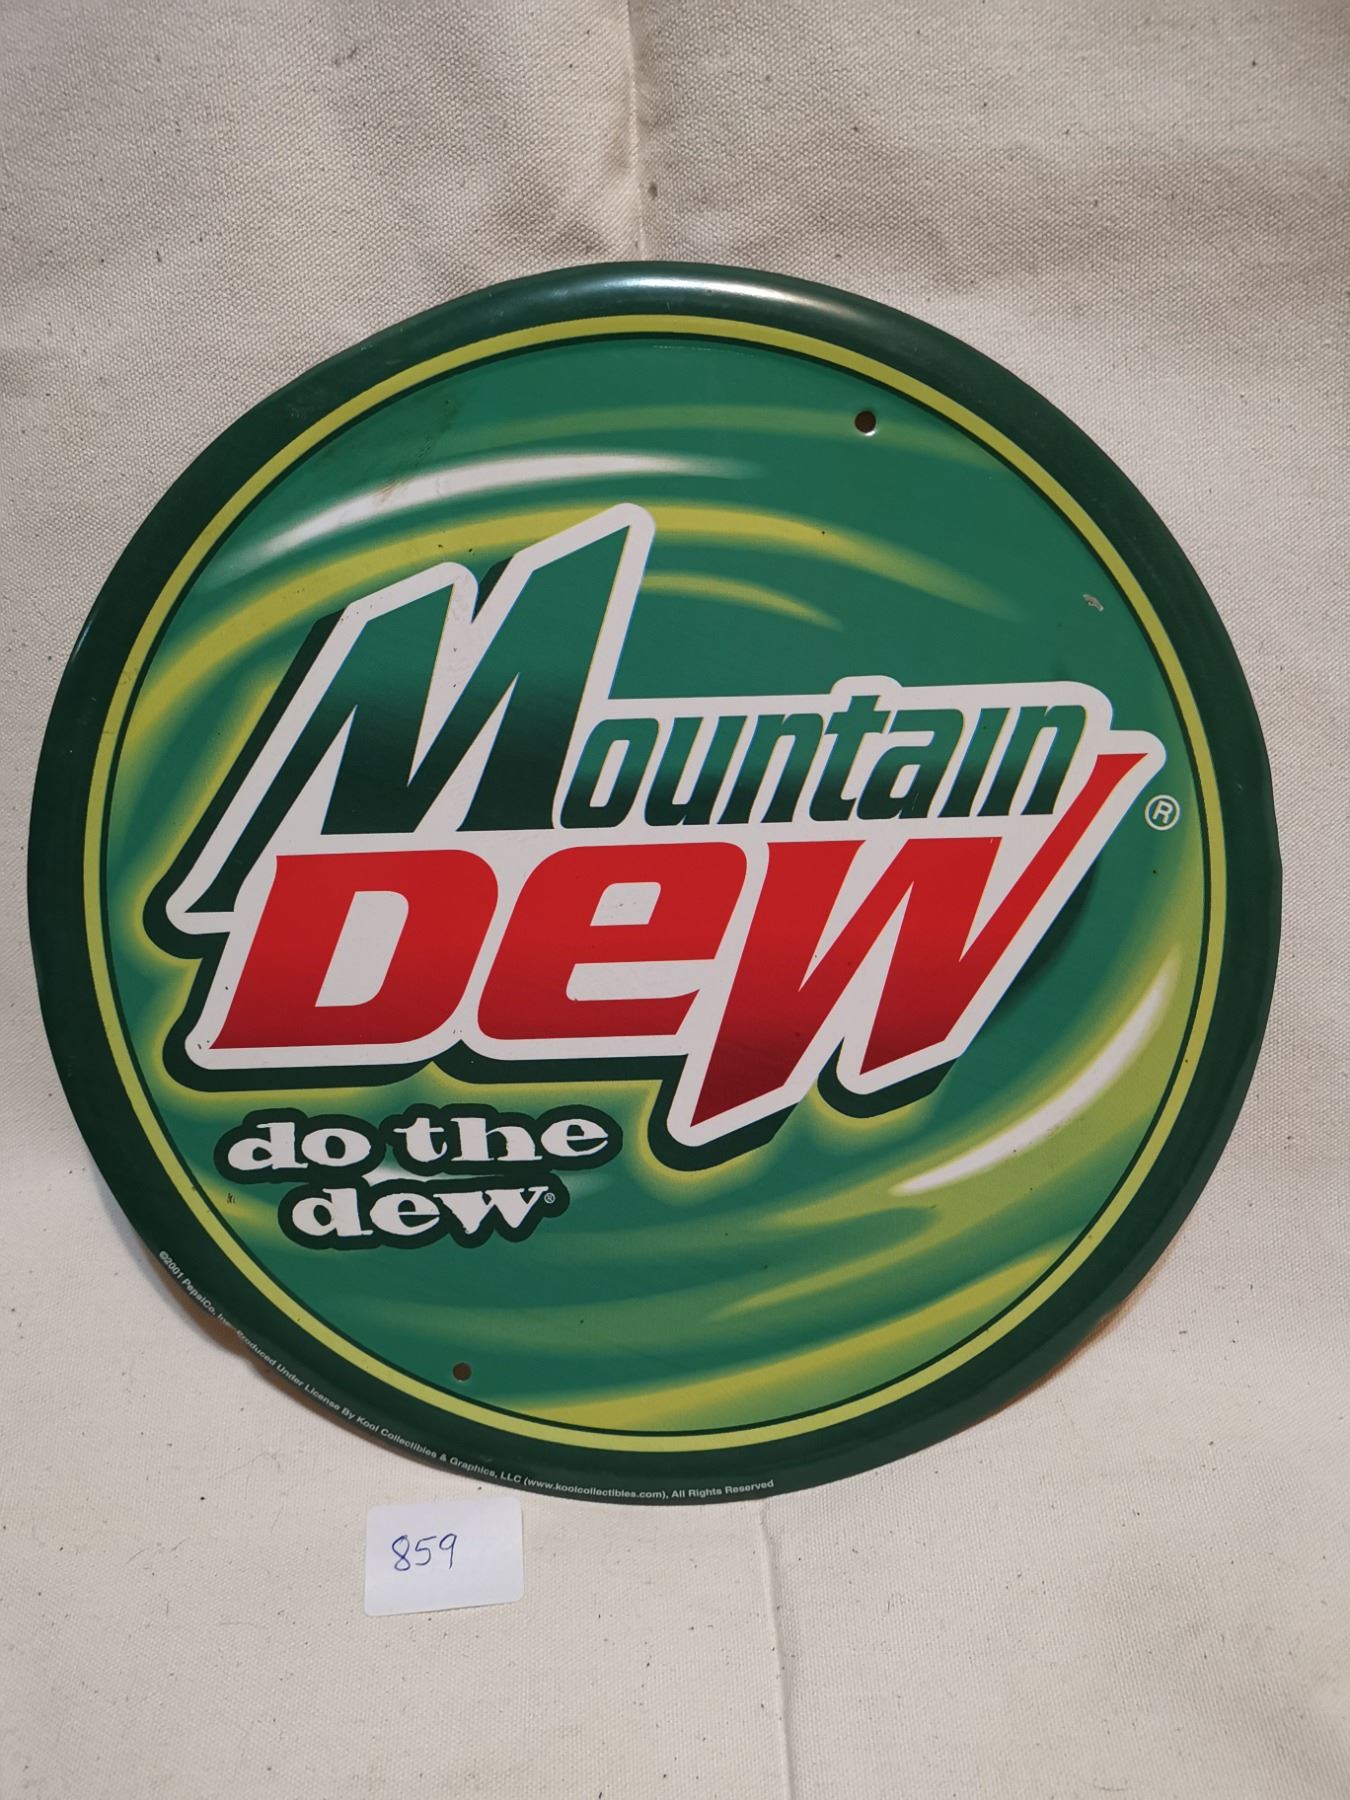 Mountain
Dew ®
do the
dew®
©2001 PepsiCo, Inc. Produced Under License By Kool Collectibles & Graphics, LLC (www.koolcollectibles.com), All Rights Reserved
859